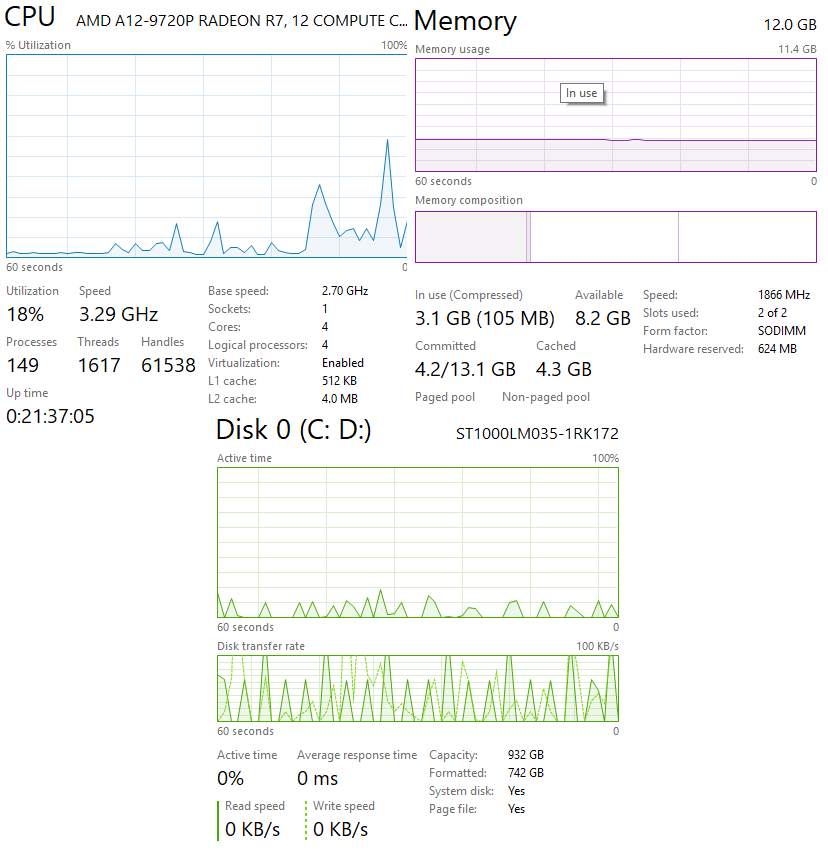 CPU
AMD A12-9720P RADEON R7, 12 COMPUTE C...
% Utilization
100%
60 seconds
0
Utilization
Speed
18%
3.29 GHz
Processes
Threads
Handles
149
1617
61538
Up time
0:21:37:05
Base speed:
2.70 GHz
Sockets:
1
Cores:
4
Logical processors:
4
Virtualization:
Enabled
L1 cache:
512 KB
L2 cache:
4.0 MB
Memory
12.0 GB
Memory usage
11.4 GB
In use
60 seconds
0
Memory composition
In use (Compressed)
Available
3.1 GB (105 MB)
8.2 GB
Committed
Cached
4.2/13.1 GB
4.3 GB
Paged pool
Non-paged pool
Speed:
1866 MHz
Slots used:
2 of 2
Form factor:
SODIMM
Hardware reserved:
624 MB
Disk 0 (C: D:)
ST1000LM035-1RK172
Active time
100%
60 seconds
0
Disk transfer rate
100 KB/s
60 seconds
0
Active time
Average response time
0%
0 ms
Read speed
Write speed
0 KB/s
0 KB/s
Capacity:
932 GB
Formatted:
742 GB
System disk:
Yes
Page file:
Yes